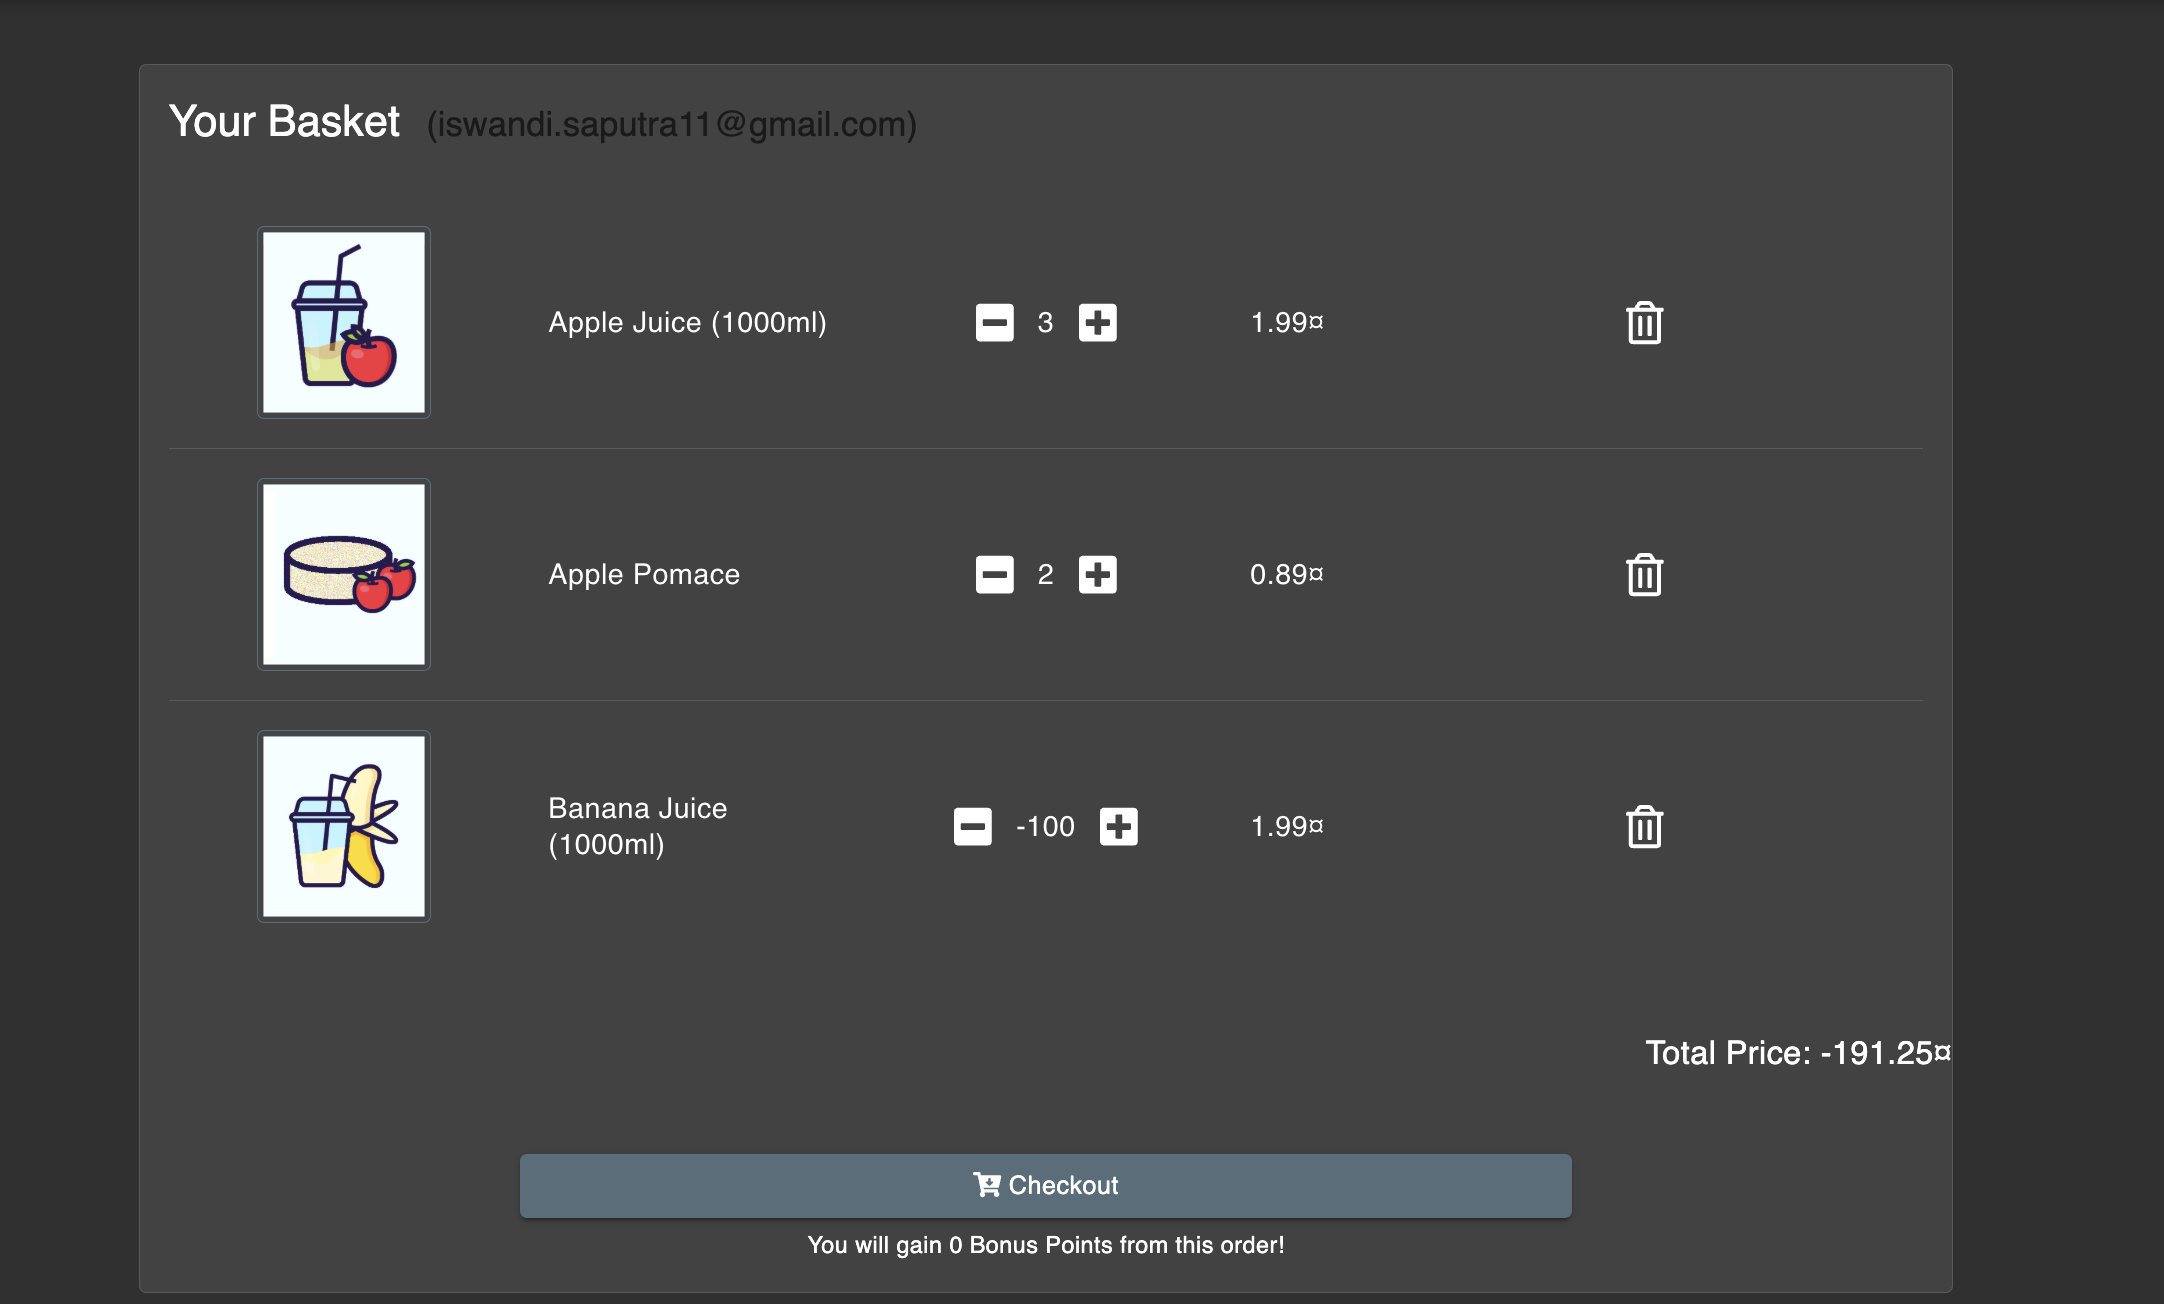 Your Basket (iswandi.saputra11@gmail.com)
Apple Juice (1000ml) 3 1.99¤
Apple Pomace 2 0.89¤
Banana Juice
(1000ml) -100 1.99¤
Total Price: -191.25¤
Checkout
You will gain 0 Bonus Points from this order!